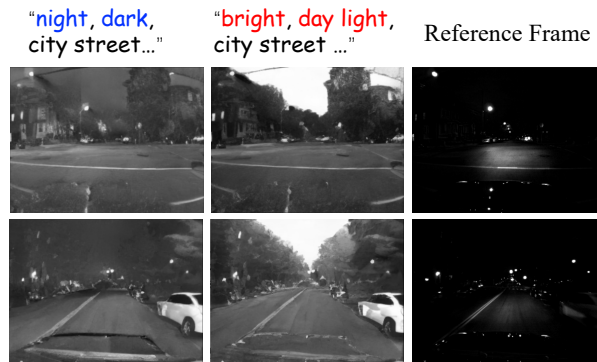 “night, dark,
city street…”
“bright, day light,
city street …”
Reference Frame